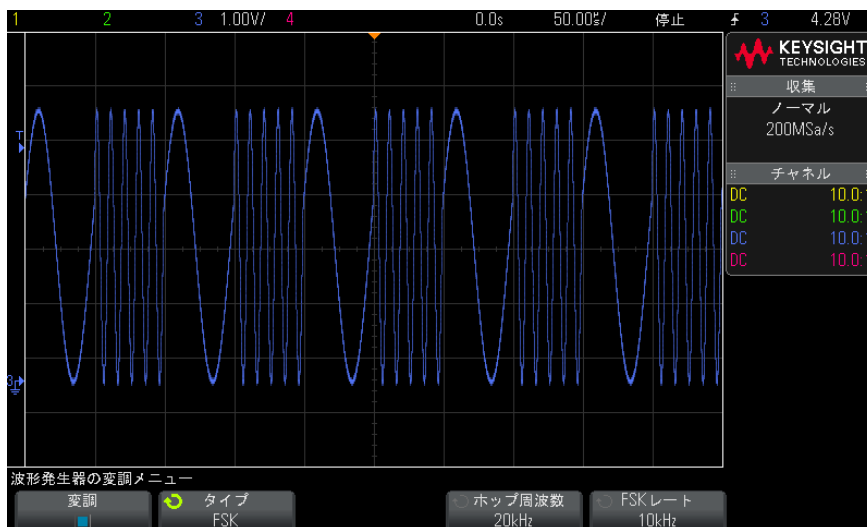 1 2 3 1.00V/ 4 0.0s 50.00㎲/ 停止 3 4.28V
KEYSIGHT
TECHNOLOGIES
収集
ノーマル
200MSa/s
チャネル
DC 10.0:1
DC 10.0:1
DC 10.0:1
DC 10.0:1
T
3
波形発生器の変調メニュー
変調 タイプ ホップ周波数 FSKレート
FSK 20kHz 10kHz